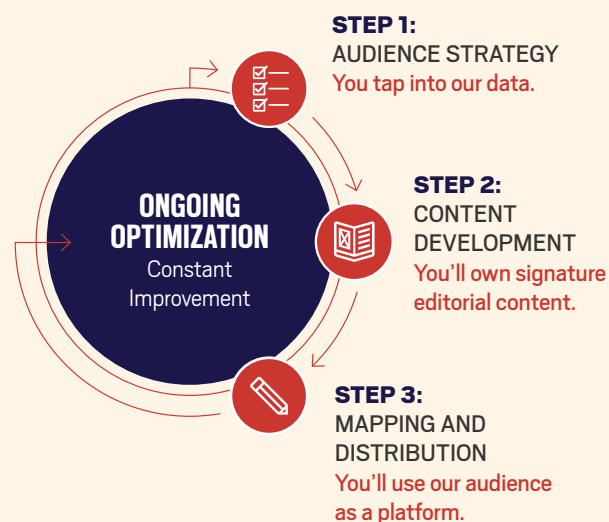 STEP 1:
AUDIENCE STRATEGY
You tap into our data.
ONGOING
OPTIMIZATION
Constant
Improvement
STEP 2:
CONTENT
DEVELOPMENT
You'll own signature
editorial content.
STEP 3:
MAPPING AND
DISTRIBUTION
You'll use our audience
as a platform.